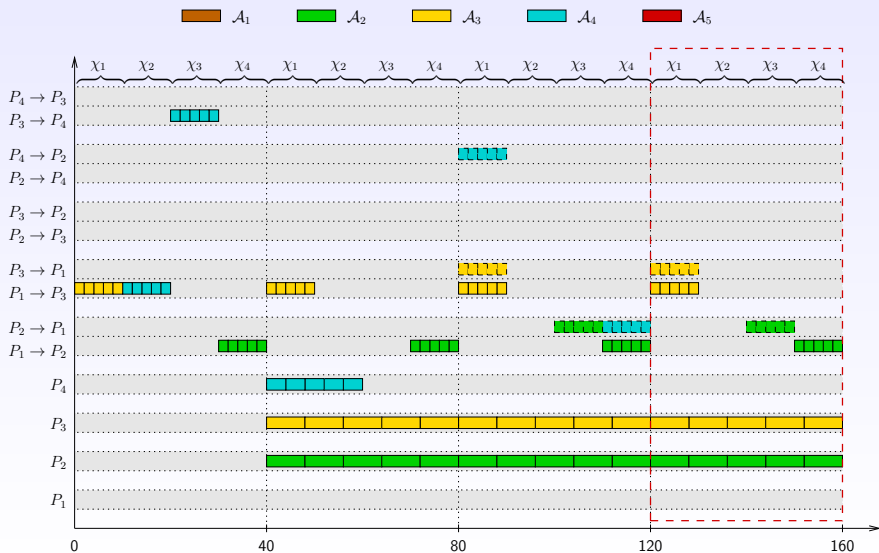 𝒜₁ 𝒜₂ 𝒜₃ 𝒜₄ 𝒜₅
χ₁ χ₂ χ₃ χ₄ χ₁ χ₂ χ₃ χ₄ χ₁ χ₂ χ₃ χ₄ χ₁ χ₂ χ₃ χ₄
P₄ → P₃
P₃ → P₄
P₄ → P₂
P₂ → P₄
P₃ → P₂
P₂ → P₃
P₃ → P₁
P₁ → P₃
P₂ → P₁
P₁ → P₂
P₄
P₃
P₂
P₁
0 40 80 120 160